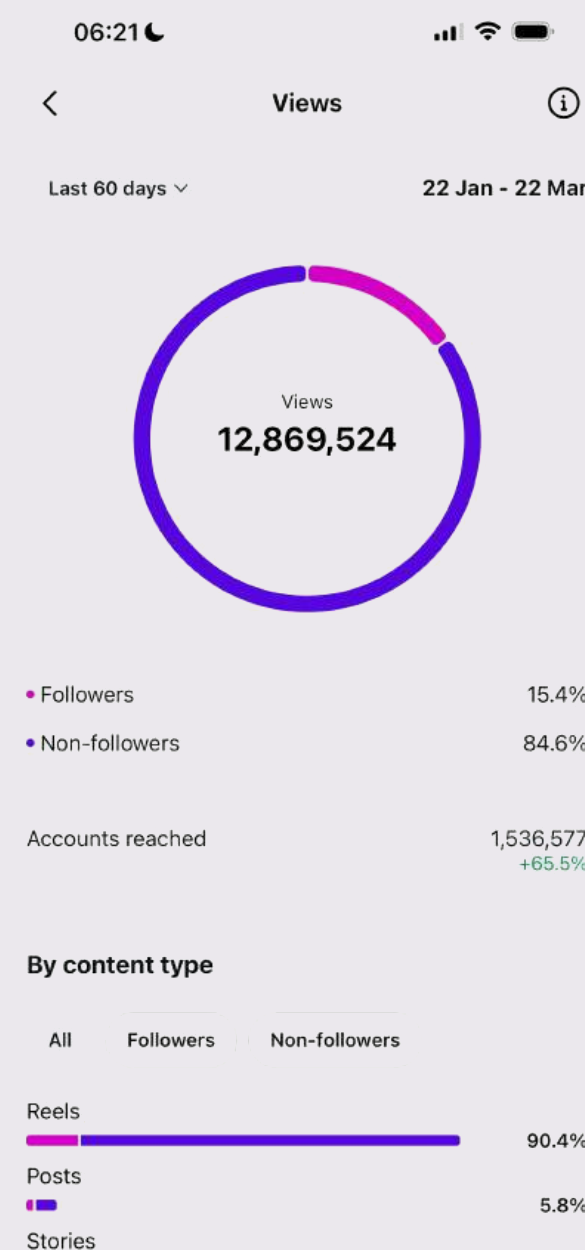 06:21
Views
Last 60 days
22 Jan - 22 Mar
Views
12,869,524
Followers 15.4%
Non-followers 84.6%
Accounts reached 1,536,577
+65.5%
By content type
All Followers Non-followers
Reels
90.4%
Posts
5.8%
Stories